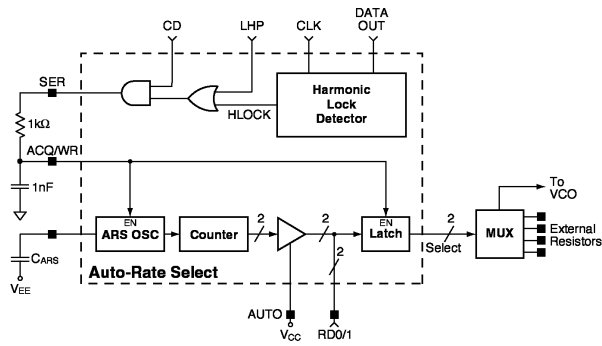 CD
LHP
CLK
DATA
OUT
SER
HLOCK
Harmonic
Lock
Detector
1kΩ
ACQ/WR
1nF
To
VCO
EN
ARS OSC
Counter
2
2
EN
Latch
2
Select
MUX
External
Resistors
2
CARS
Auto-Rate Select
VEE
AUTO
VCC
RD0/1